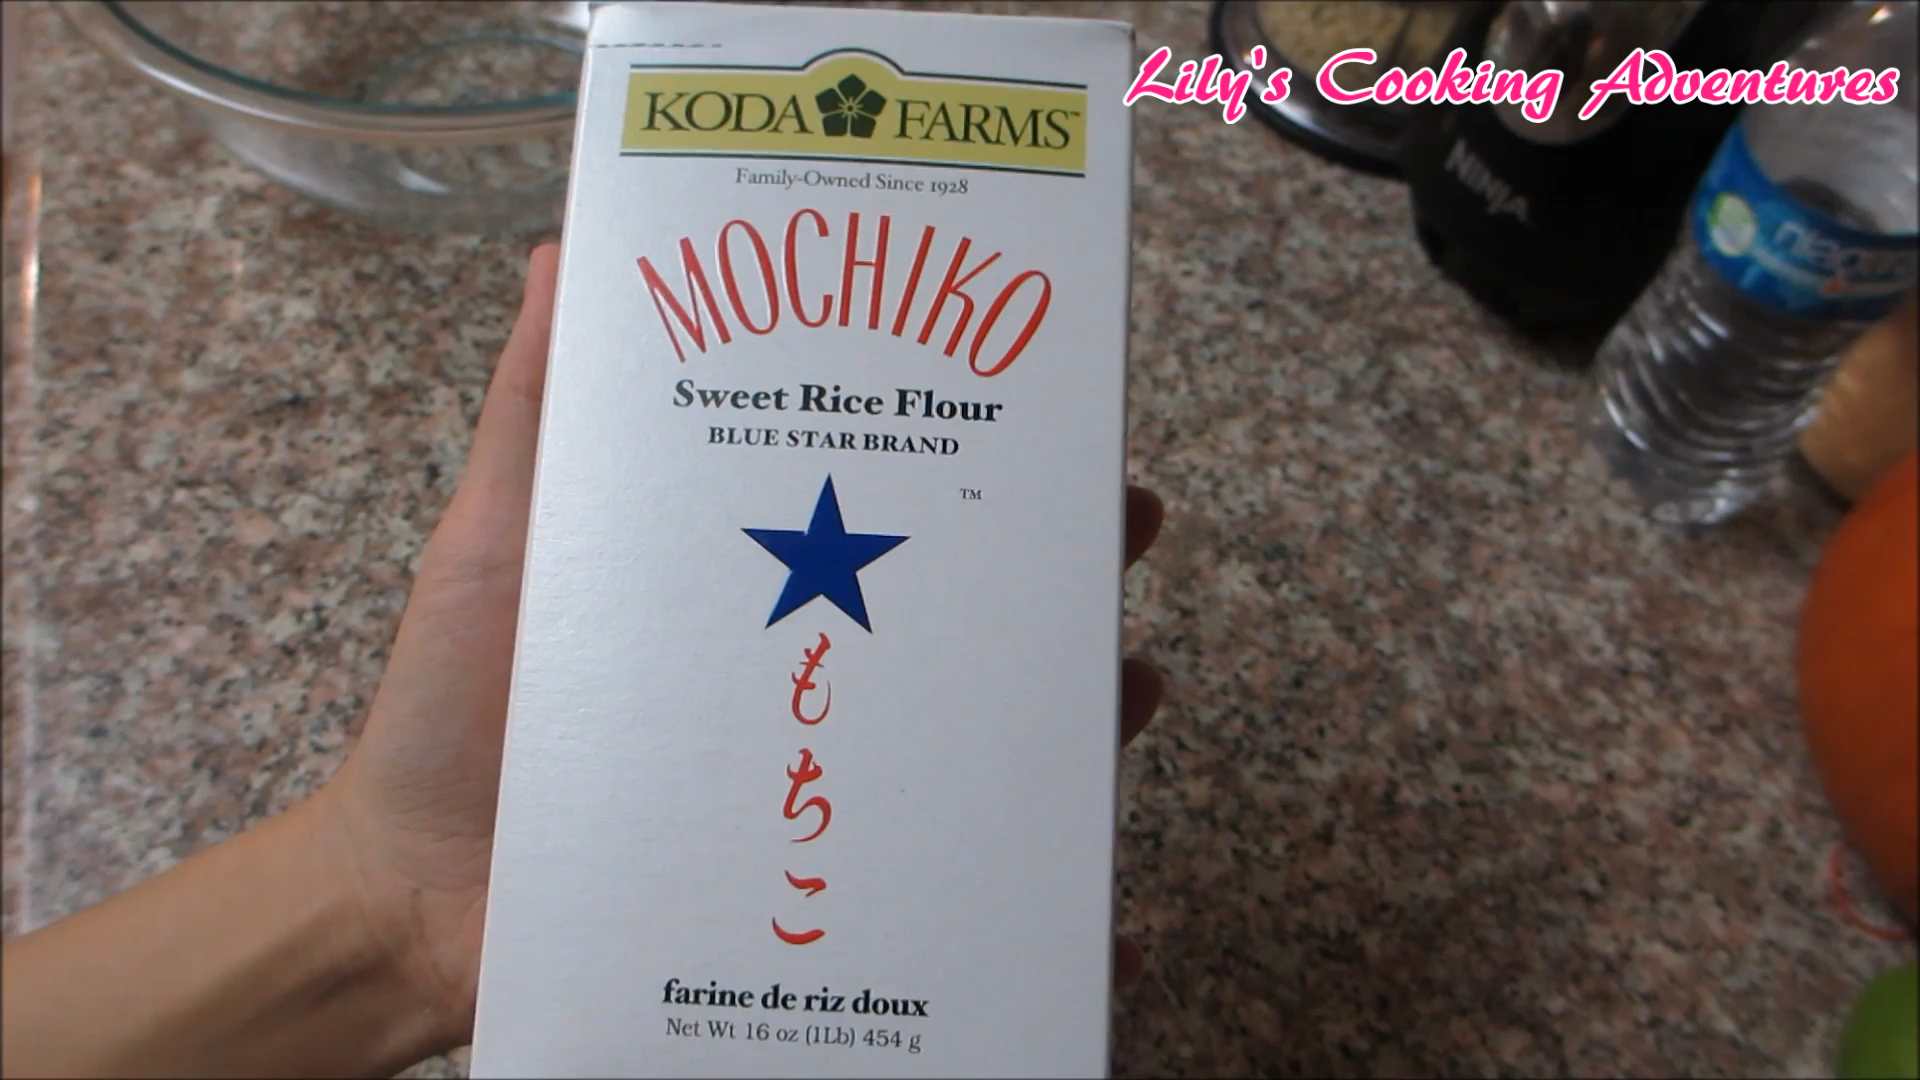 Lily's Cooking Adventures
KODA FARMS™
Family-Owned Since 1928
MOCHIKO
Sweet Rice Flour
BLUE STAR BRAND
TM
もちこ
farine de riz doux
Net Wt 16 oz (1Lb) 454 g
NINJA